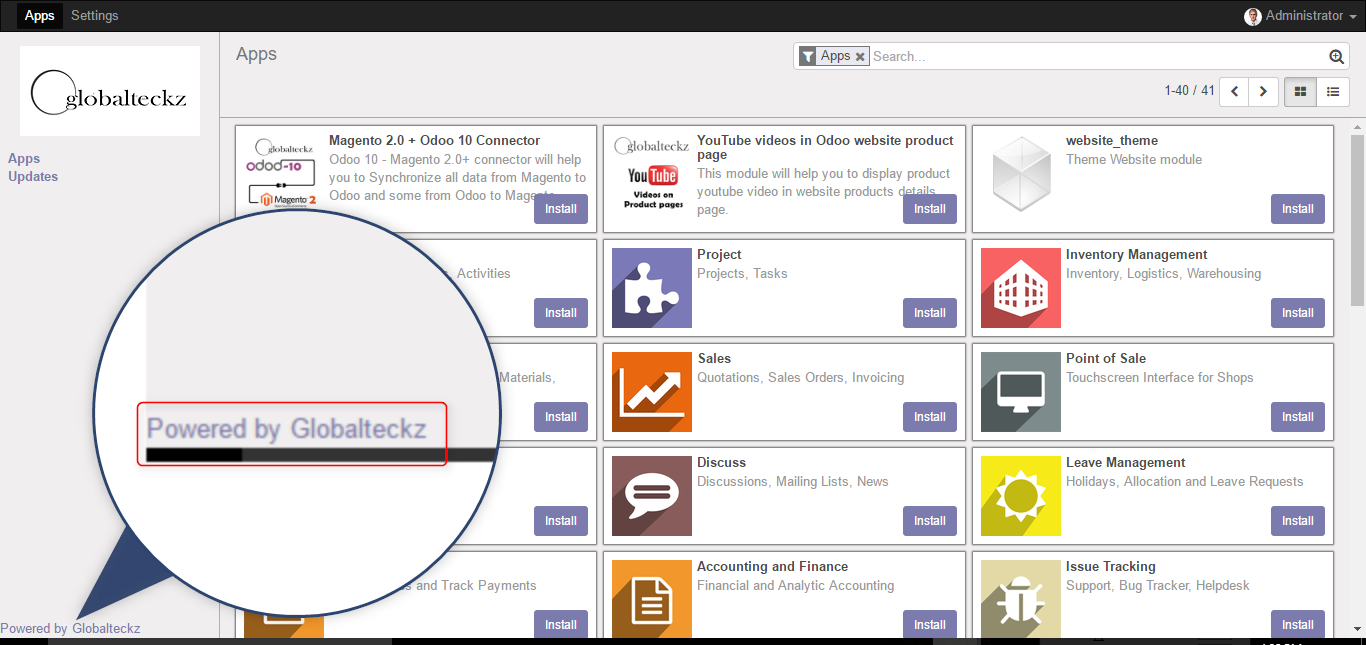 Apps Settings Administrator
globalteckz
Apps
Updates
Powered by Globalteckz
Apps
Apps Search...
1-40 / 41
globalteckz
odoo-10
Magento 2
Magento 2.0 + Odoo 10 Connector
Odoo 10 - Magento 2.0+ connector will help
you to Synchronize all data from Magento to
Odoo and some from Odoo to Magento
Install
globalteckz
YouTube
Videos on
Product pages
YouTube videos in Odoo website product
page
This module will help you to display product
youtube video in website products details
page.
Install
website_theme
Theme Website module
Install
Activities
Install
Project
Projects, Tasks
Install
Inventory Management
Inventory, Logistics, Warehousing
Install
Materials,
Install
Sales
Quotations, Sales Orders, Invoicing
Install
Point of Sale
Touchscreen Interface for Shops
Install
Powered by Globalteckz
Install
Discuss
Discussions, Mailing Lists, News
Install
Leave Management
Holidays, Allocation and Leave Requests
Install
and Track Payments
Install
Accounting and Finance
Financial and Analytic Accounting
Install
Issue Tracking
Support, Bug Tracker, Helpdesk
Install